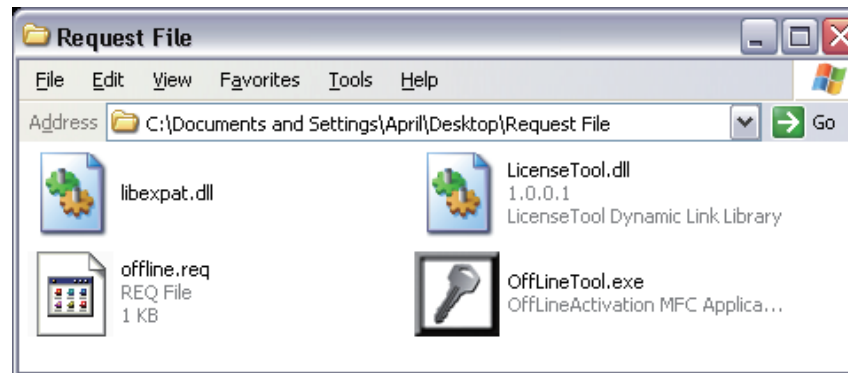 Request File
File Edit View Favorites Tools Help
Address C:\Documents and Settings\April\Desktop\Request File Go
libexpat.dll
LicenseTool.dll
1.0.0.1
LicenseTool Dynamic Link Library
offline.req
REQ File
1 KB
OffLineTool.exe
OffLineActivation MFC Applica...